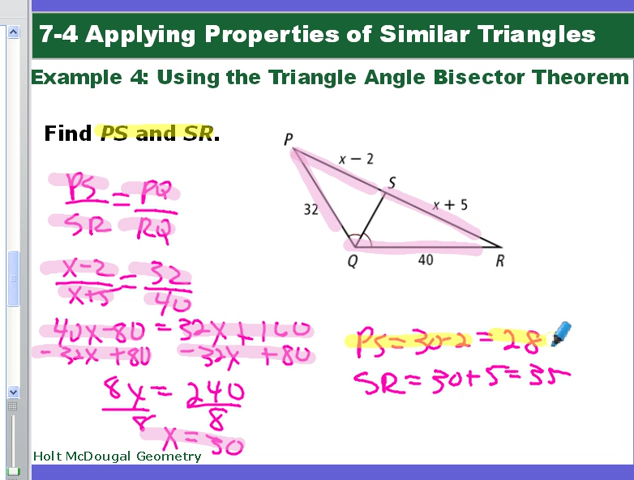 7-4 Applying Properties of Similar Triangles
Example 4: Using the Triangle Angle Bisector Theorem
Find PS and SR.
P
x − 2
S
x + 5
32
Q
40
R
PS/SR = PQ/RQ
x-2/x+5 = 32/40
40x-80 = 32x+160
-32x+80 -32x +80
8x/8 = 240/8
x=30
PS=30-2=28
SR=30+5=35
Holt McDougal Geometry